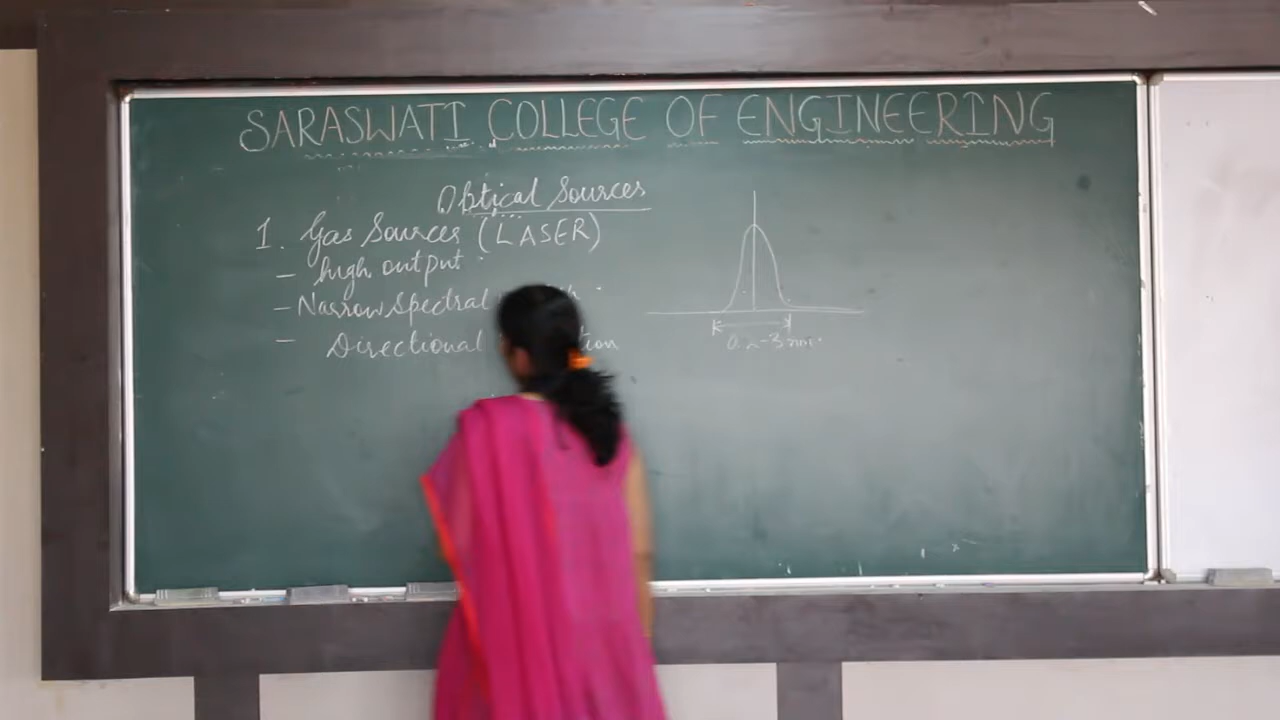 SARASWATI COLLEGE OF ENGINEERING
Optical Sources
1. Gas Sources (LASER)
– high output
– Narrow Spectral
– Directional